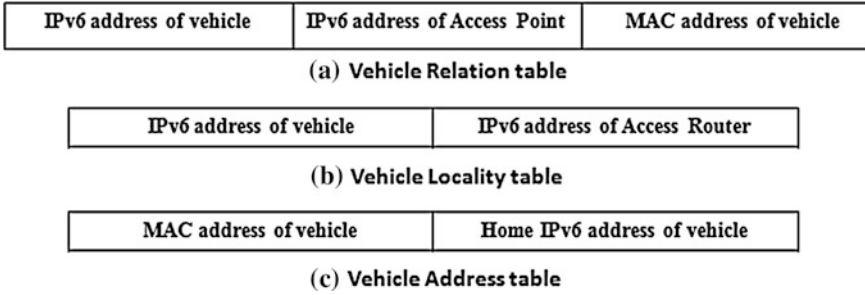 IPv6 address of vehicle IPv6 address of Access Point MAC address of vehicle
(a) Vehicle Relation table
IPv6 address of vehicle IPv6 address of Access Router
(b) Vehicle Locality table
MAC address of vehicle Home IPv6 address of vehicle
(c) Vehicle Address table